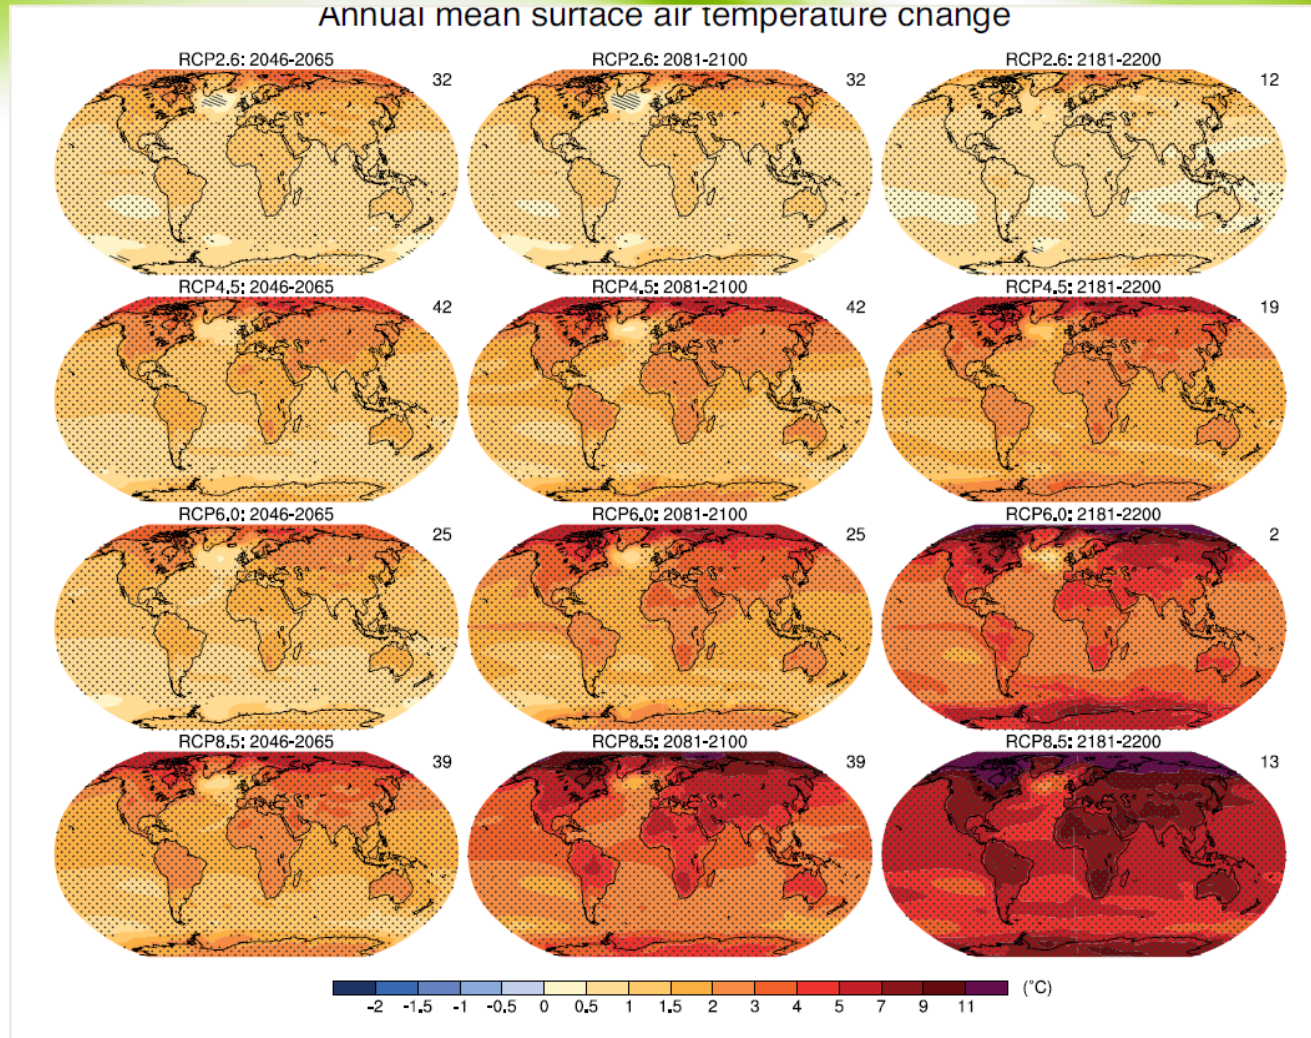 Annual mean surface air temperature change
RCP2.6: 2046-2065
32
RCP2.6: 2081-2100
32
RCP2.6: 2181-2200
12
RCP4.5: 2046-2065
42
RCP4.5: 2081-2100
42
RCP4.5: 2181-2200
19
RCP6.0: 2046-2065
25
RCP6.0: 2081-2100
25
RCP6.0: 2181-2200
2
RCP8.5: 2046-2065
39
RCP8.5: 2081-2100
39
RCP8.5: 2181-2200
13
(°C)
-2 -1.5 -1 -0.5 0 0.5 1 1.5 2 3 4 5 7 9 11